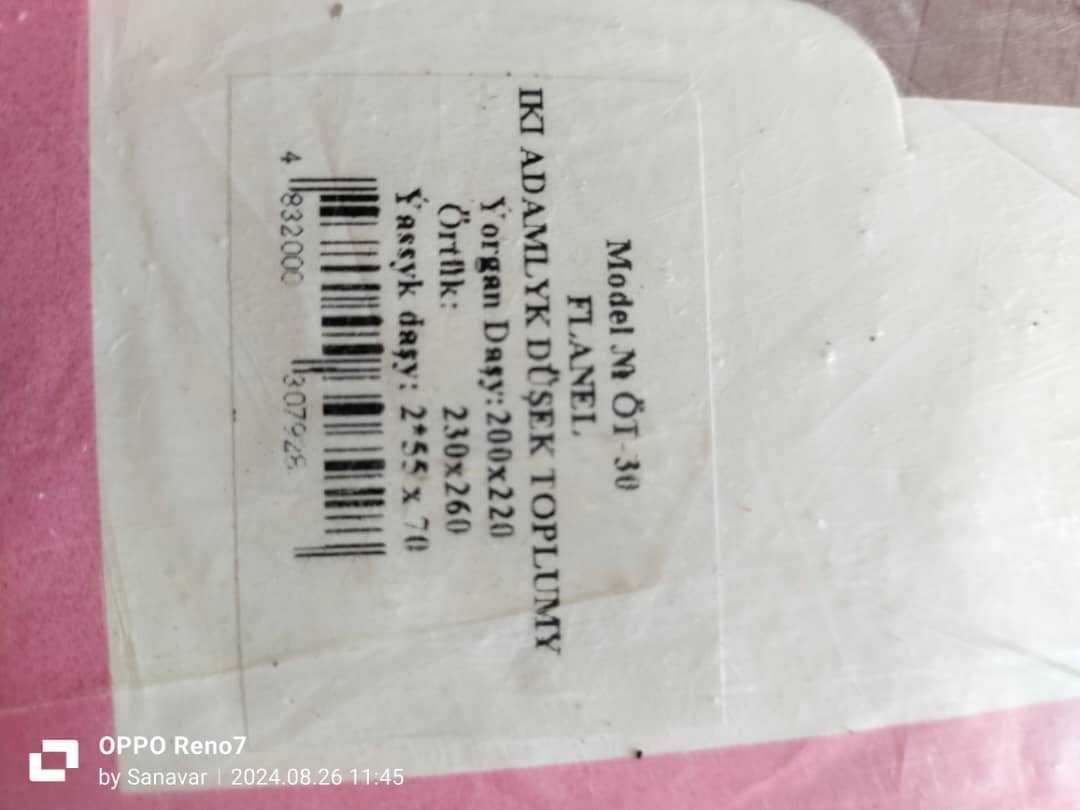 Model № ÖT-30
FLANEL
IKI ADAMLYK DÜŞEK TOPLUMY
Ýorgan Daşy: 200x220
Örtük: 230x260
Ýassyk daşy: 2*55 x 70
4 832000 307928
OPPO Reno7
by Sanavar | 2024.08.26 11:45